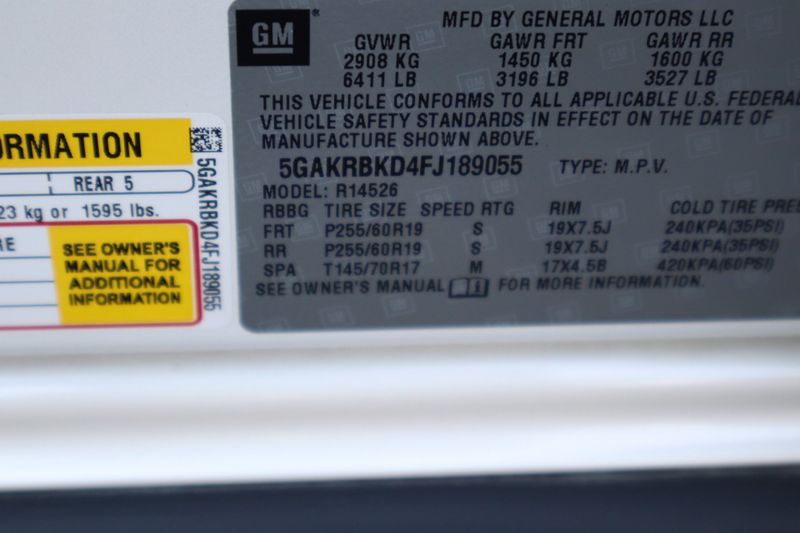 GM
MFD BY GENERAL MOTORS LLC
GVWR GAWR FRT GAWR RR
2908 KG 1450 KG 1600 KG
6411 LB 3196 LB 3527 LB
THIS VEHICLE CONFORMS TO ALL APPLICABLE U.S. FEDERAL
VEHICLE SAFETY STANDARDS IN EFFECT ON THE DATE OF
MANUFACTURE SHOWN ABOVE.
5GAKRBKD4FJ189055 TYPE: M.P.V.
MODEL: R14526
RBBG TIRE SIZE SPEED RTG RIM COLD TIRE PRE
FRT P255/60R19 S 19X7.5J 240KPA(35PSI)
RR P255/60R19 S 19X7.5J 240KPA(35PSI)
SPA T145/70R17 M 17X4.5B 420KPA(60PSI)
SEE OWNER'S MANUAL FOR MORE INFORMATION.
ORMATION
REAR 5
23 kg or 1595 lbs.
RE
SEE OWNER'S
MANUAL FOR
ADDITIONAL
INFORMATION
5GAKRBKD4FJ189055